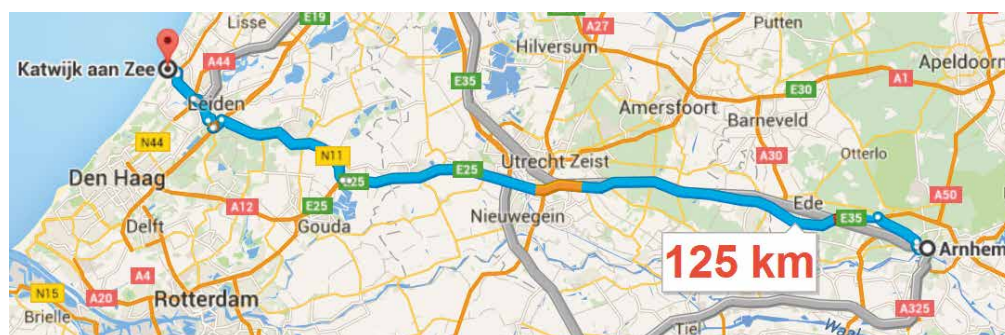 Lisse
E19
A27
Putten
Hilversum
Katwijk aan Zee
A44
E35
Apeldoorn
A1
E30
Leiden
Amersfoort
Barneveld
N44
N11
Utrecht Zeist
A30
Otterlo
Den Haag
E25
E25
A12
E25
Ede
A50
Delft
Gouda
Nieuwegein
E35
Arnhem
125 km
A4
N15
A20
Rotterdam
A325
Brielle
Tiel
Waal